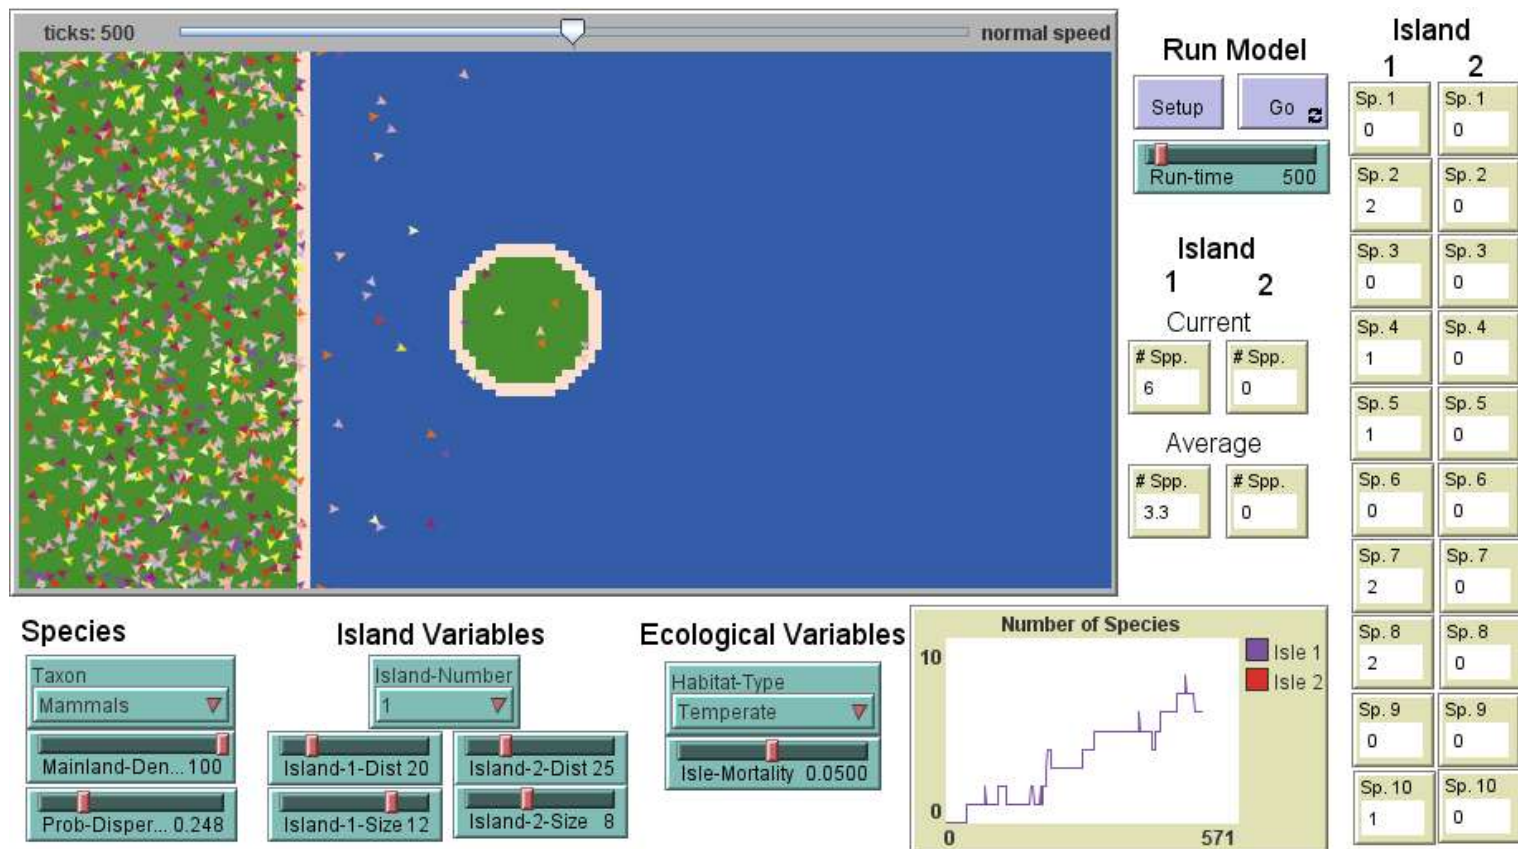 ticks: 500
normal speed
Run Model
Setup
Go
Run-time 500
Island
1 2
Current
# Spp. # Spp.
6 0
Average
# Spp. # Spp.
3.3 0
Island
1 2
Sp. 1 Sp. 1
0 0
Sp. 2 Sp. 2
2 0
Sp. 3 Sp. 3
0 0
Sp. 4 Sp. 4
1 0
Sp. 5 Sp. 5
1 0
Sp. 6 Sp. 6
0 0
Sp. 7 Sp. 7
2 0
Sp. 8 Sp. 8
2 0
Sp. 9 Sp. 9
0 0
Sp. 10 Sp. 10
1 0
Species
Taxon
Mammals
Mainland-Den... 100
Prob-Disper... 0.248
Island Variables
Island-Number
1
Island-1-Dist 20
Island-2-Dist 25
Island-1-Size 12
Island-2-Size 8
Ecological Variables
Habitat-Type
Temperate
Isle-Mortality 0.0500
Number of Species
10
0
0 571
Isle 1
Isle 2